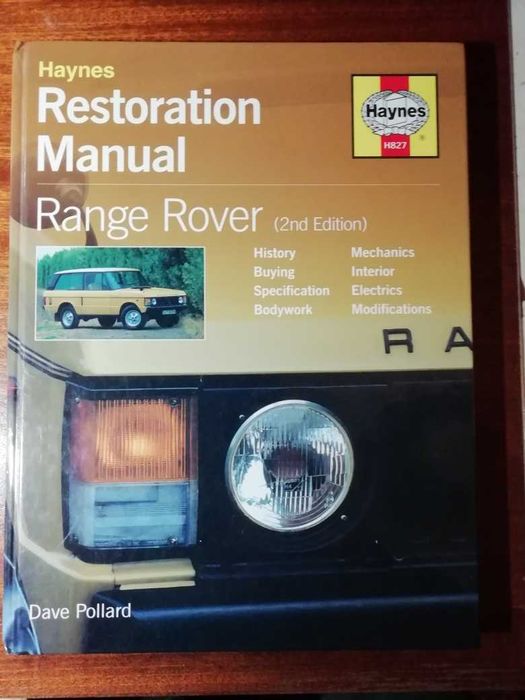 Haynes
Restoration
Manual
Haynes
®
H827
Range Rover (2nd Edition)
History
Buying
Specification
Bodywork
Mechanics
Interior
Electrics
Modifications
R A
Dave Pollard